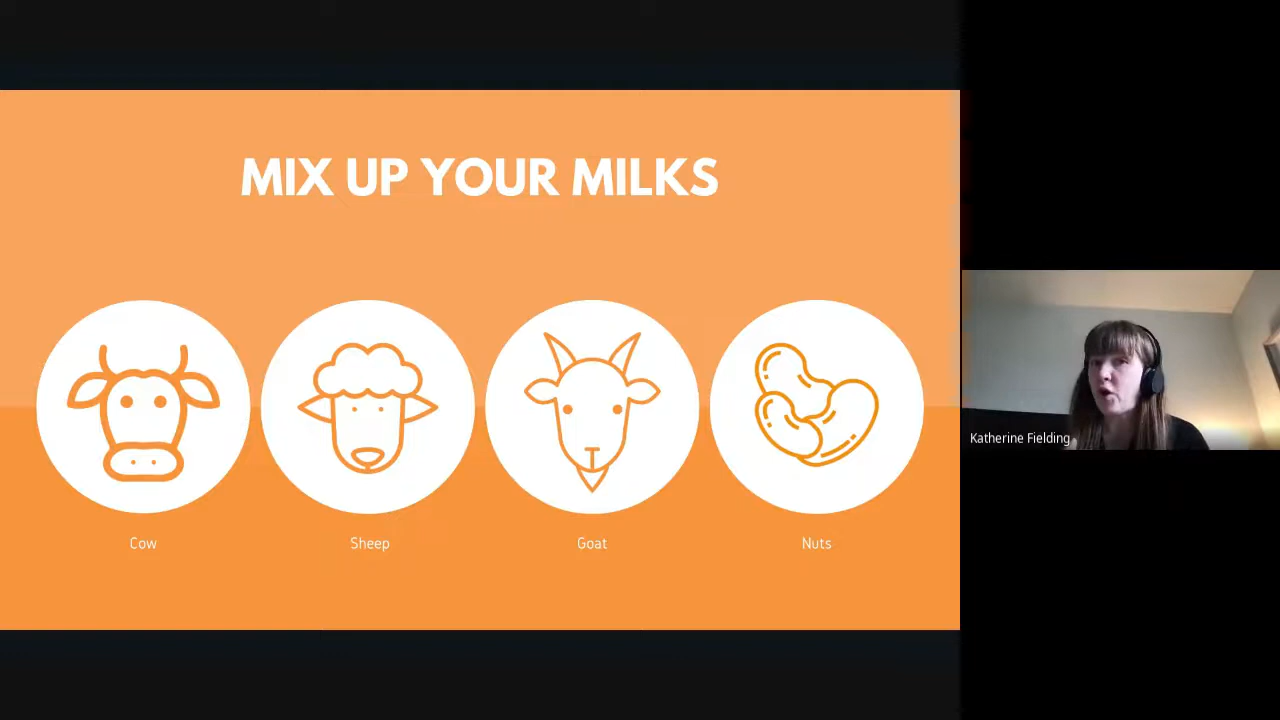 MIX UP YOUR MILKS
Cow
Sheep
Goat
Nuts
Katherine Fielding